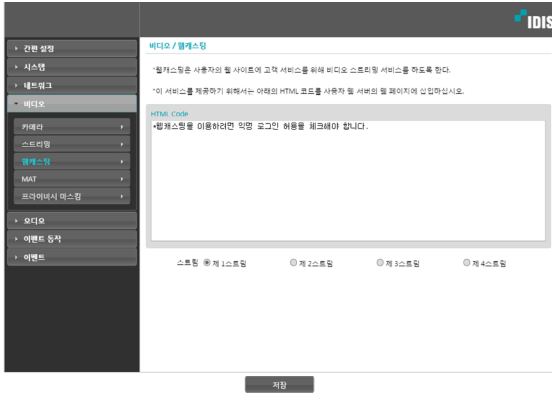 IDIS
간편 설정
시스템
네트워크
비디오
카메라
스트리밍
웹캐스팅
MAT
프라이버시 마스킹
오디오
이벤트 동작
이벤트
비디오 / 웹캐스팅
*웹캐스팅은 사용자의 웹 사이트에 고객 서비스를 위해 비디오 스트리밍 서비스를 하도록 한다.
*이 서비스를 제공하기 위해서는 아래의 HTML 코드를 사용자 웹 서버의 웹 페이지에 삽입하십시오.
HTML Code
*웹캐스팅을 이용하려면 익명 로그인 허용을 체크해야 합니다.
스트림 제 1스트림 제 2스트림 제 3스트림 제 4스트림
저장